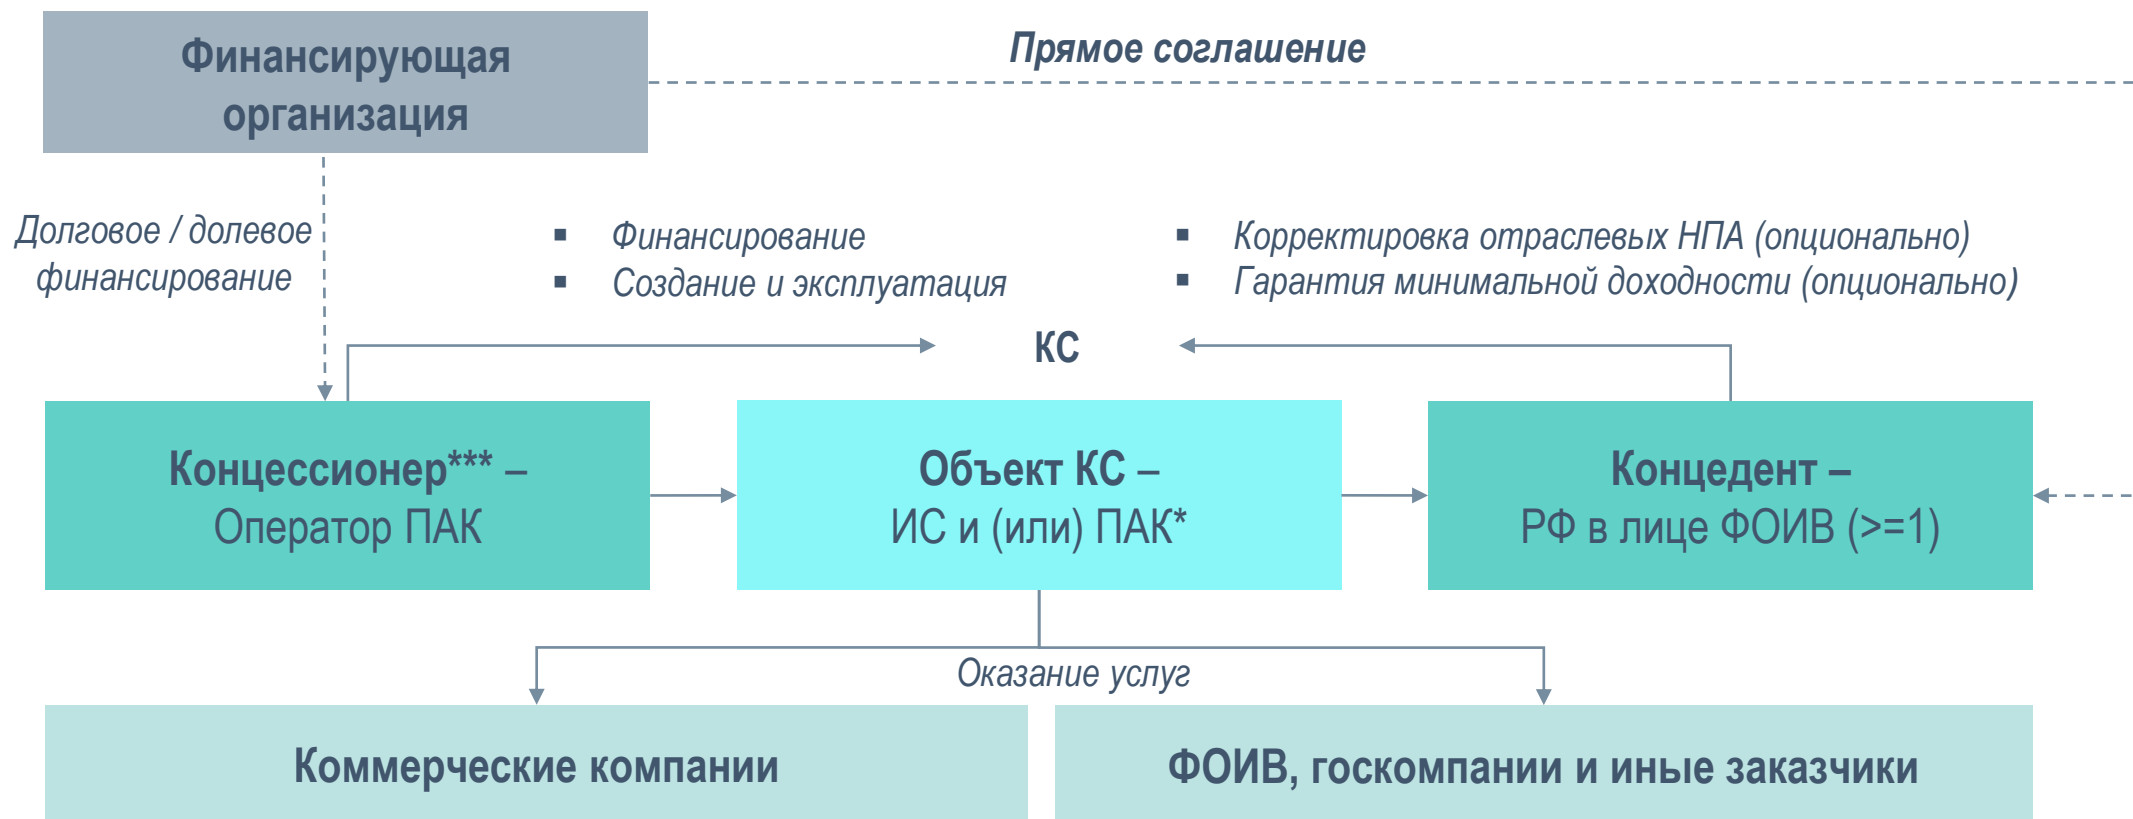 Финансирующая
организация
Прямое соглашение
Долговое / долевое
финансирование
▪ Финансирование
▪ Создание и эксплуатация
▪ Корректировка отраслевых НПА (опционально)
▪ Гарантия минимальной доходности (опционально)
КС
Концессионер*** –
Оператор ПАК
Объект КС –
ИС и (или) ПАК*
Концедент –
РФ в лице ФОИВ (>=1)
Оказание услуг
Коммерческие компании
ФОИВ, госкомпании и иные заказчики